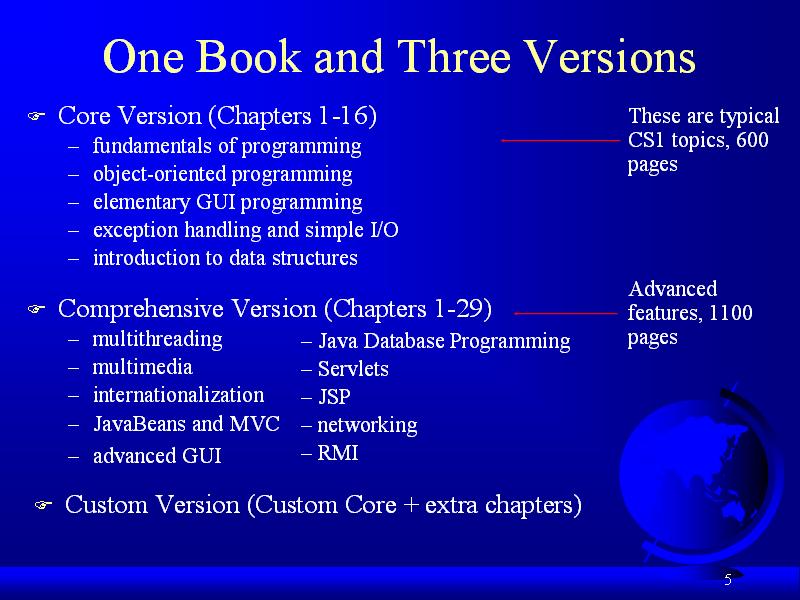 One Book and Three Versions
Core Version (Chapters 1-16)
– fundamentals of programming
– object-oriented programming
– elementary GUI programming
– exception handling and simple I/O
– introduction to data structures
These are typical
CS1 topics, 600
pages
Comprehensive Version (Chapters 1-29)
– multithreading
– multimedia
– internationalization
– JavaBeans and MVC
– advanced GUI
– Java Database Programming
– Servlets
– JSP
– networking
– RMI
Advanced
features, 1100
pages
Custom Version (Custom Core + extra chapters)
5